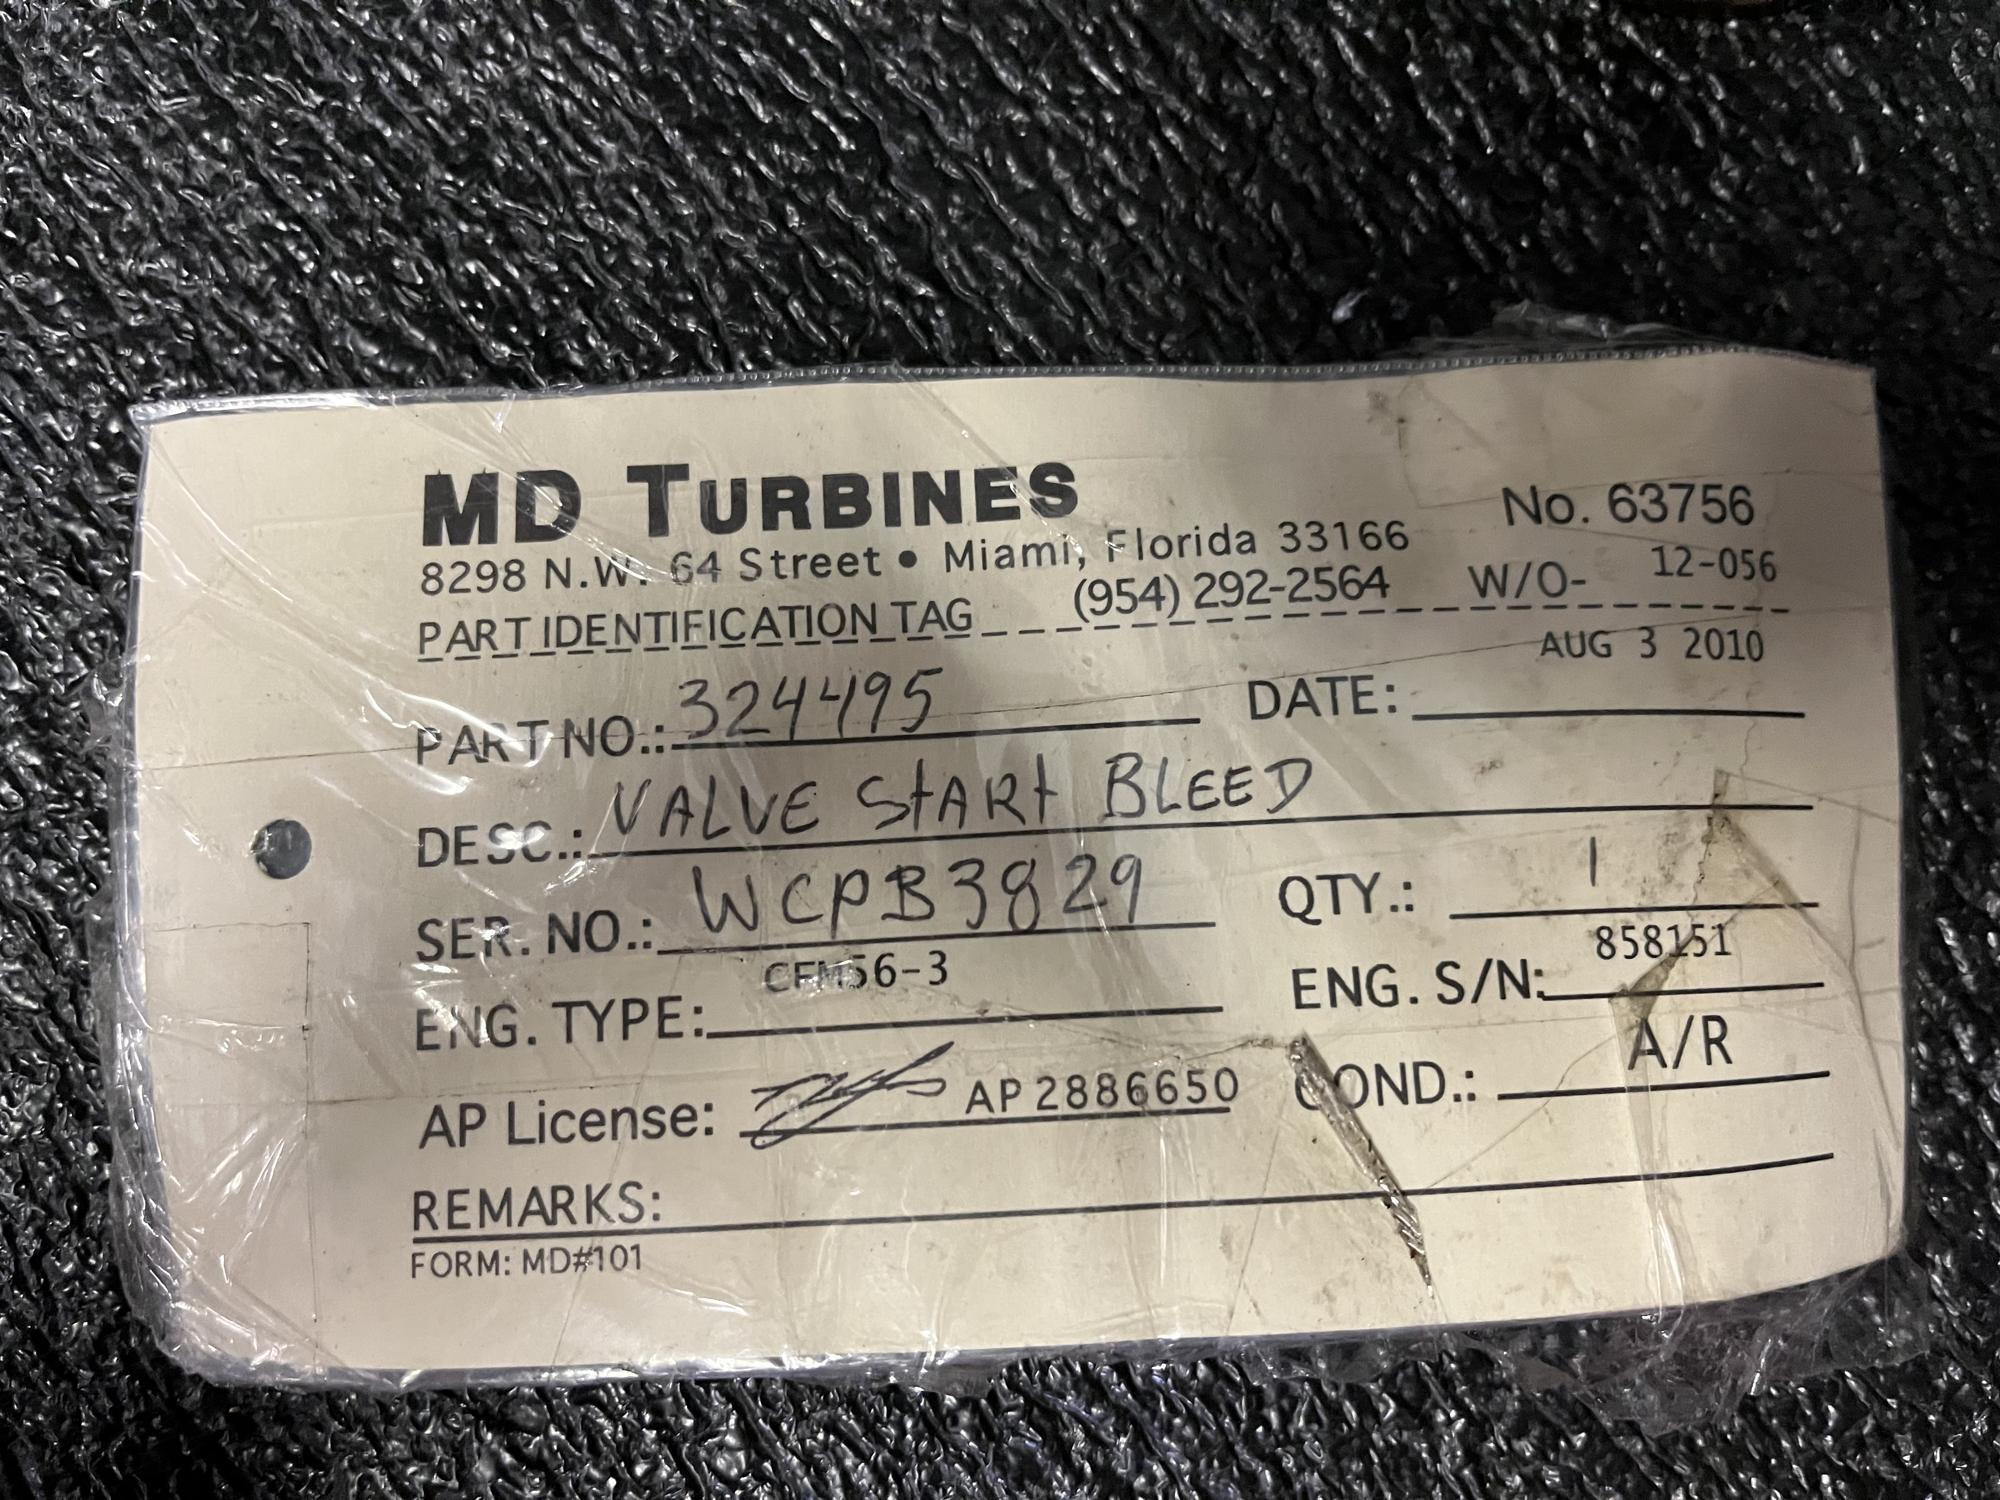 MD TURBINES
No. 63756
8298 N.W. 64 Street • Miami, Florida 33166
PART IDENTIFICATION TAG (954) 292-2564 W/O- 12-056
AUG 3 2010
PART NO.: 324495 DATE:
DESC.: VALVE START BLEED
SER. NO.: WCPB3829 QTY.: 1
ENG. TYPE: CFM56-3 ENG. S/N: 858151
AP License: AP 2886650 COND.: A/R
REMARKS:
FORM: MD#101